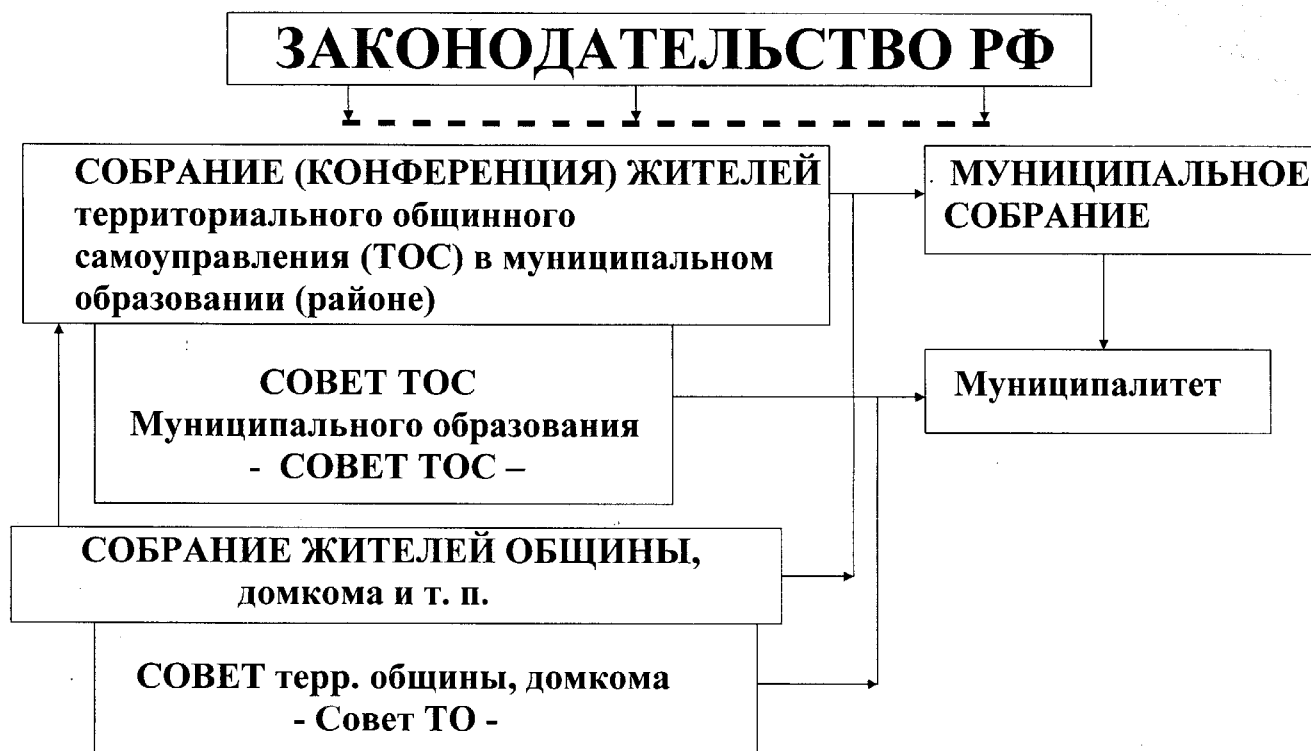 ЗАКОНОДАТЕЛЬСТВО РФ
СОБРАНИЕ (КОНФЕРЕНЦИЯ) ЖИТЕЛЕЙ
территориального общинного
самоуправления (ТОС) в муниципальном
образовании (районе)
МУНИЦИПАЛЬНОЕ
СОБРАНИЕ
СОВЕТ ТОС
Муниципального образования
- СОВЕТ ТОС –
Муниципалитет
СОБРАНИЕ ЖИТЕЛЕЙ ОБЩИНЫ,
домкома и т. п.
СОВЕТ терр. общины, домкома
- Совет ТО -